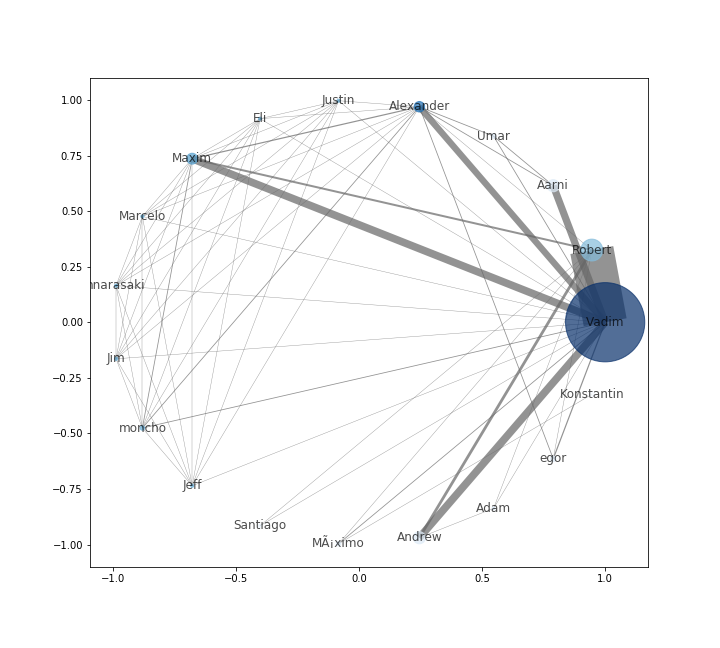 1.00
0.75
0.50
0.25
0.00
−0.25
−0.50
−0.75
−1.00
−1.0
−0.5
0.0
0.5
1.0
Justin
Alexander
Eli
Umar
Maxim
Aarni
Marcelo
Robert
nnarasaki
Vadim
Jim
Konstantin
moncho
egor
Jeff
Adam
Santiago
Andrew
MÃ¡ximo